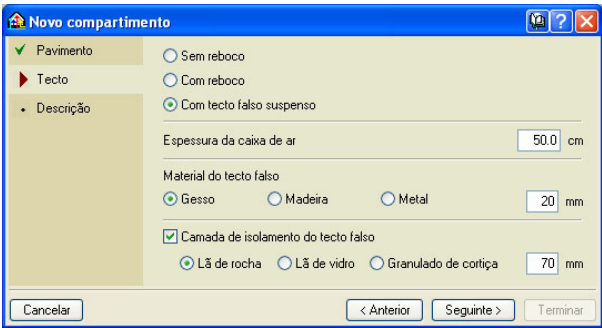 Novo compartimento
Pavimento
Tecto
Descrição
Sem reboco
Com reboco
Com tecto falso suspenso
Espessura da caixa de ar 50.0 cm
Material do tecto falso
Gesso Madeira Metal 20 mm
Camada de isolamento do tecto falso
Lã de rocha Lã de vidro Granulado de cortiça 70 mm
Cancelar < Anterior Seguinte > Terminar